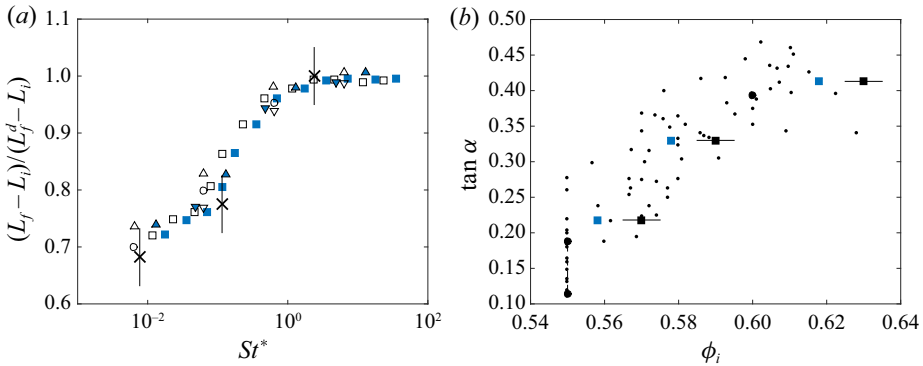 (a)
1.1
1.0
0.9
0.8
0.7
0.6
(L_f – L_i)/(L_f^d – L_i)
10^{-2} 10^0 10^2
St^*
(b)
0.50
0.45
0.40
0.35
0.30
0.25
0.20
0.15
0.10
tan α
0.54 0.56 0.58 0.60 0.62 0.64
ϕ_i